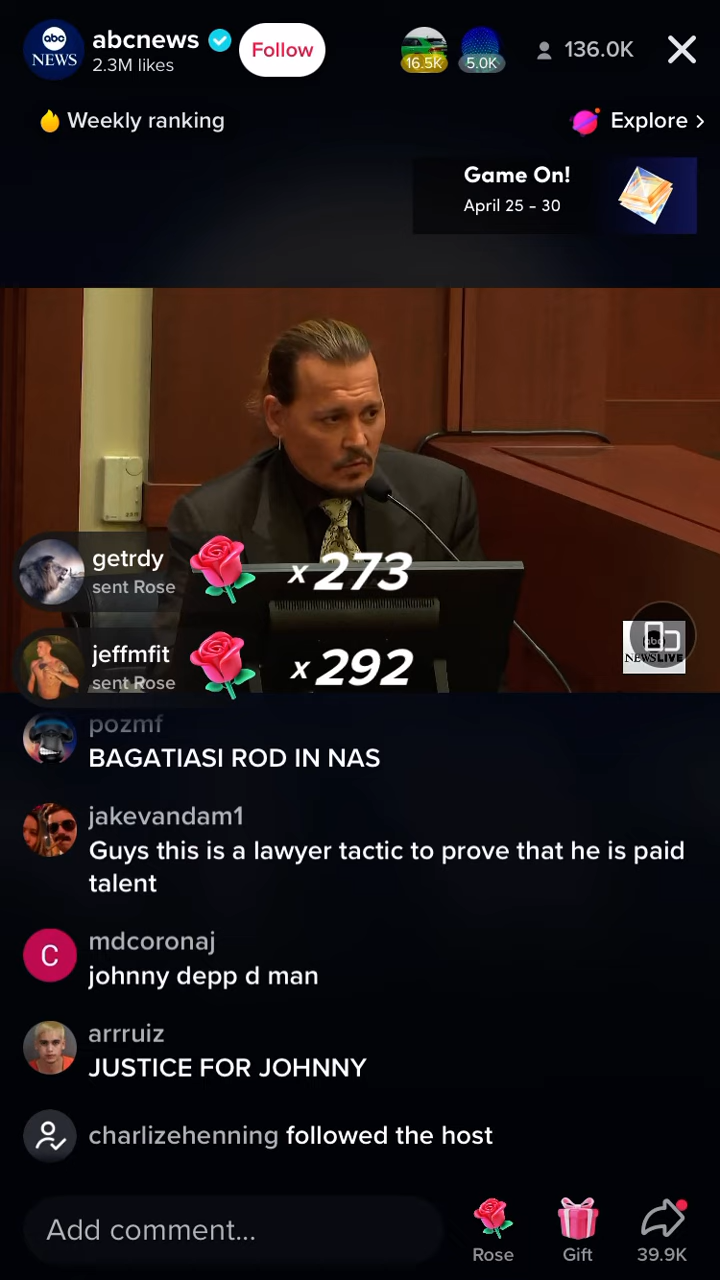 abc
NEWS
abcnews
Follow
2.3M likes
16.5K
5.0K
136.0K
Weekly ranking
Explore >
Game On!
April 25 - 30
getrdy
sent Rose
x273
jeffmfit
sent Rose
x292
abc
NEWS LIVE
pozmf
BAGATIASI ROD IN NAS
jakevandam1
Guys this is a lawyer tactic to prove that he is paid
talent
C
mdcoronaj
johnny depp d man
arrruiz
JUSTICE FOR JOHNNY
charlizehenning followed the host
Add comment...
Rose
Gift
39.9K